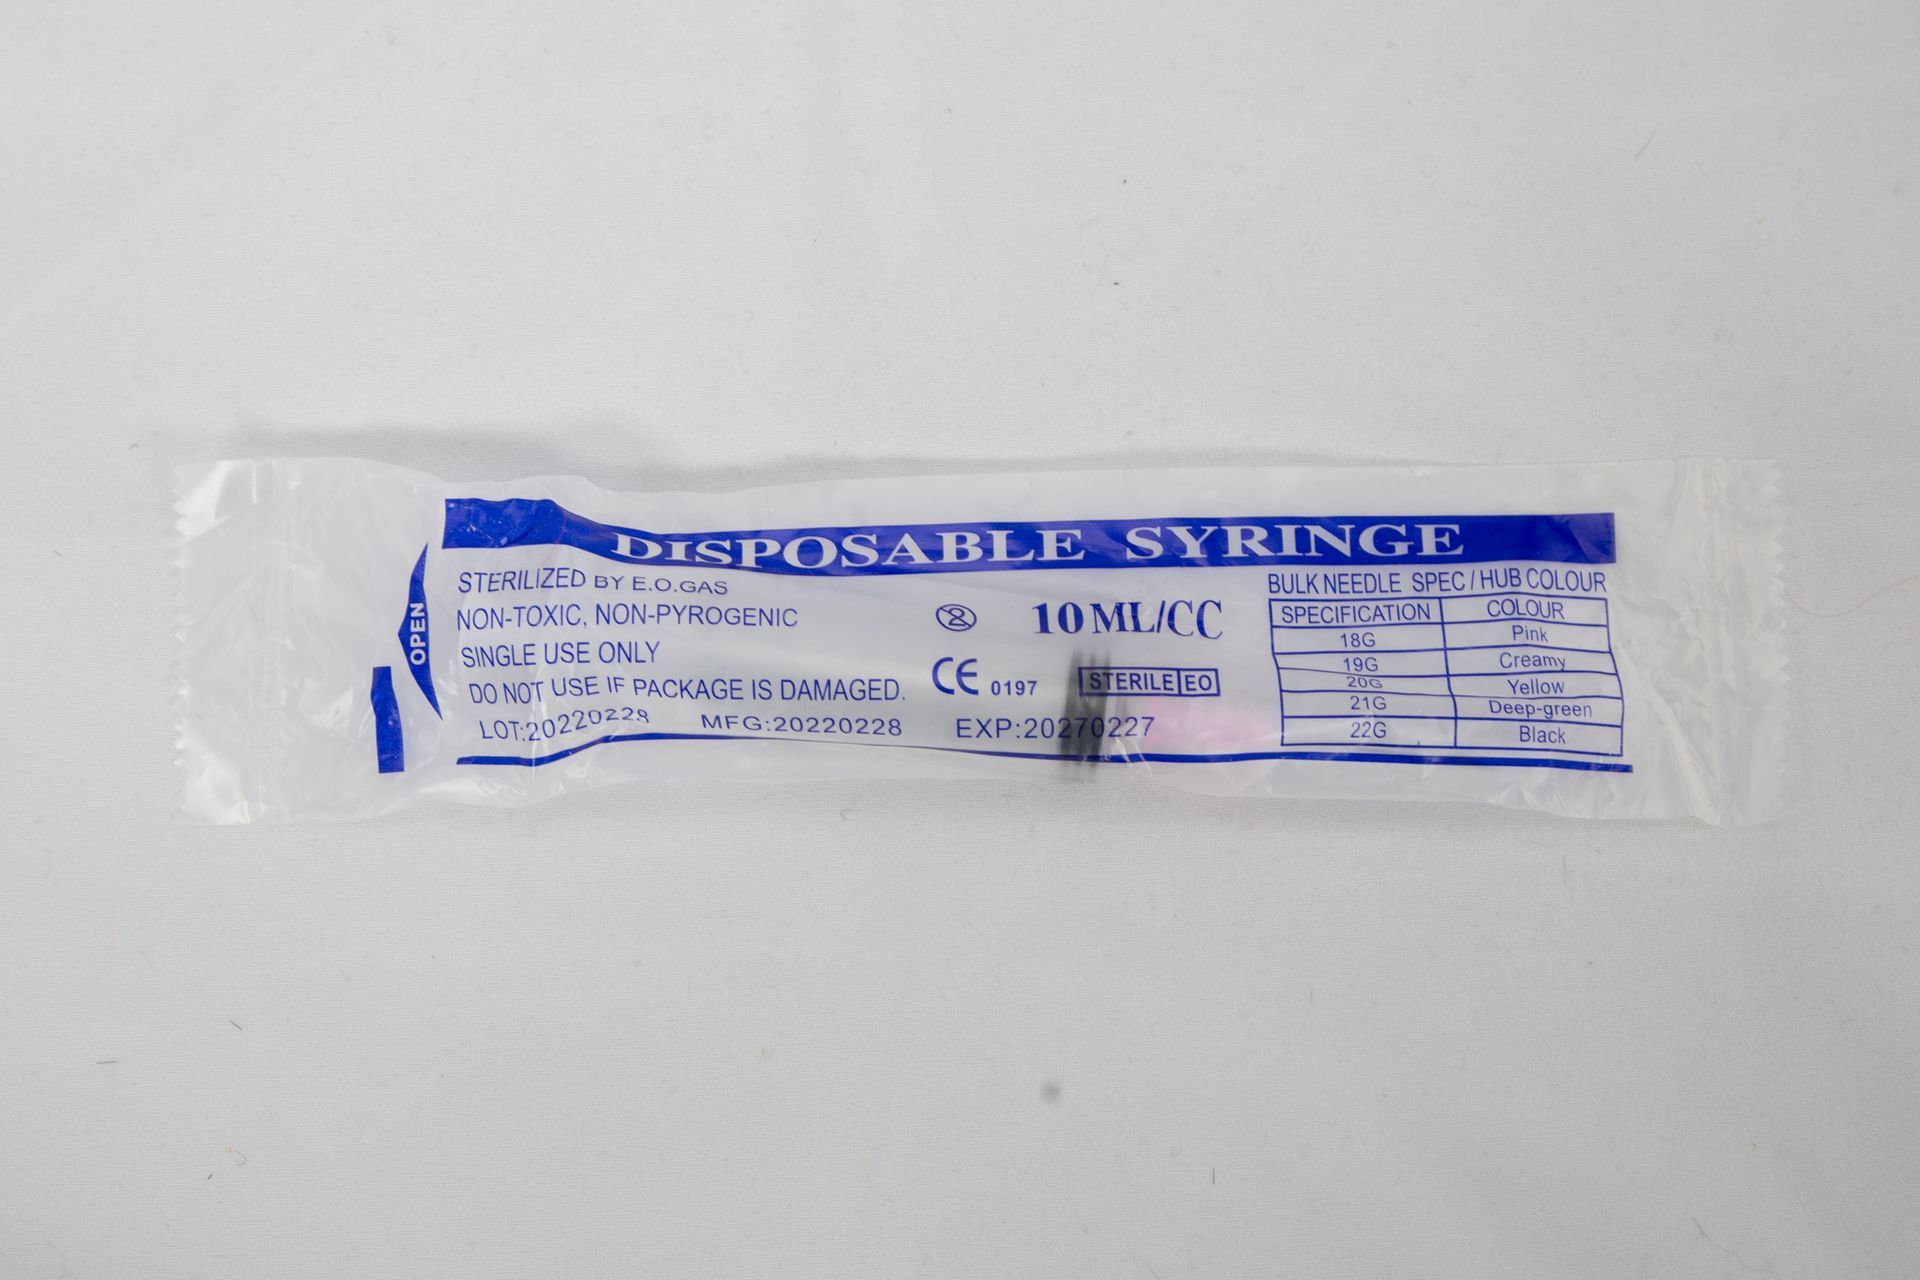 DISPOSABLE SYRINGE
OPEN
STERILIZED BY E.O.GAS
NON-TOXIC, NON-PYROGENIC
SINGLE USE ONLY
DO NOT USE IF PACKAGE IS DAMAGED.
LOT:20220228 MFG:20220228 EXP:20270227
2 10 ML/CC
CE 0197 STERILE EO
BULK NEEDLE SPEC / HUB COLOUR
SPECIFICATION COLOUR
18G Pink
19G Creamy
20G Yellow
21G Deep-green
22G Black